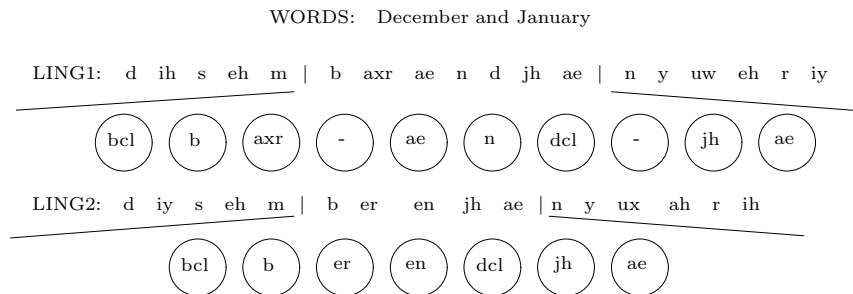 WORDS: December and January
LING1: d ih s eh m | b axr ae n d jh ae | n y uw eh r iy
bcl b axr - ae n dcl - jh ae
LING2: d iy s eh m | b er en jh ae | n y ux ah r ih
bcl b er en dcl jh ae